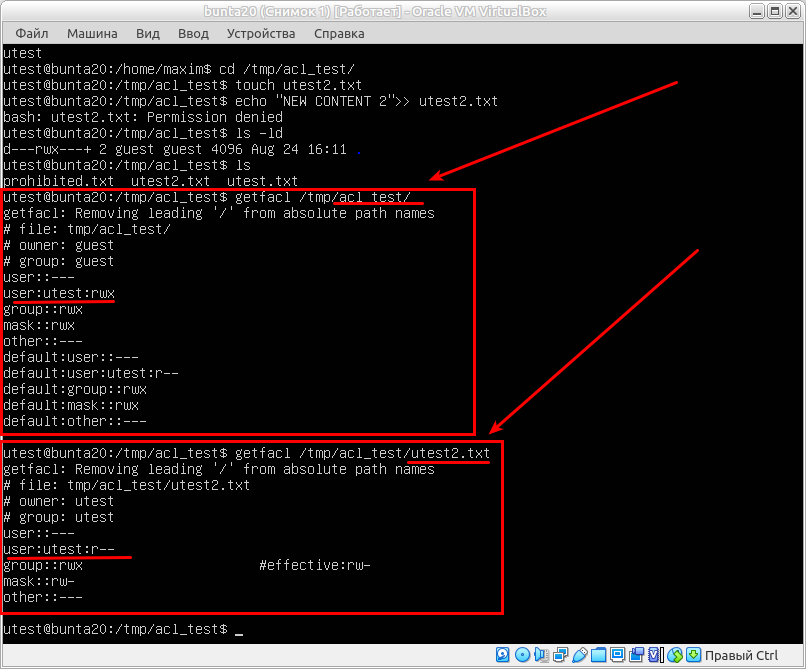 bunta20 (Снимок 1) [Работает] - Oracle VM VirtualBox
Файл Машина Вид Ввод Устройства Справка
utest
utest@bunta20:/home/maxim$ cd /tmp/acl_test/
utest@bunta20:/tmp/acl_test$ touch utest2.txt
utest@bunta20:/tmp/acl_test$ echo "NEW CONTENT 2">> utest2.txt
bash: utest2.txt: Permission denied
utest@bunta20:/tmp/acl_test$ ls -ld
d---rwx---+ 2 guest guest 4096 Aug 24 16:11 .
utest@bunta20:/tmp/acl_test$ ls
prohibited.txt utest2.txt utest.txt
utest@bunta20:/tmp/acl_test$ getfacl /tmp/acl_test/
getfacl: Removing leading '/' from absolute path names
# file: tmp/acl_test/
# owner: guest
# group: guest
user::---
user:utest:rwx
group::rwx
mask::rwx
other::---
default:user::---
default:user:utest:r--
default:group::rwx
default:mask::rwx
default:other::---
utest@bunta20:/tmp/acl_test$ getfacl /tmp/acl_test/utest2.txt
getfacl: Removing leading '/' from absolute path names
# file: tmp/acl_test/utest2.txt
# owner: utest
# group: utest
user::---
user:utest:r--
group::rwx #effective:rw-
mask::rw-
other::---
utest@bunta20:/tmp/acl_test$ _
Правый Ctrl